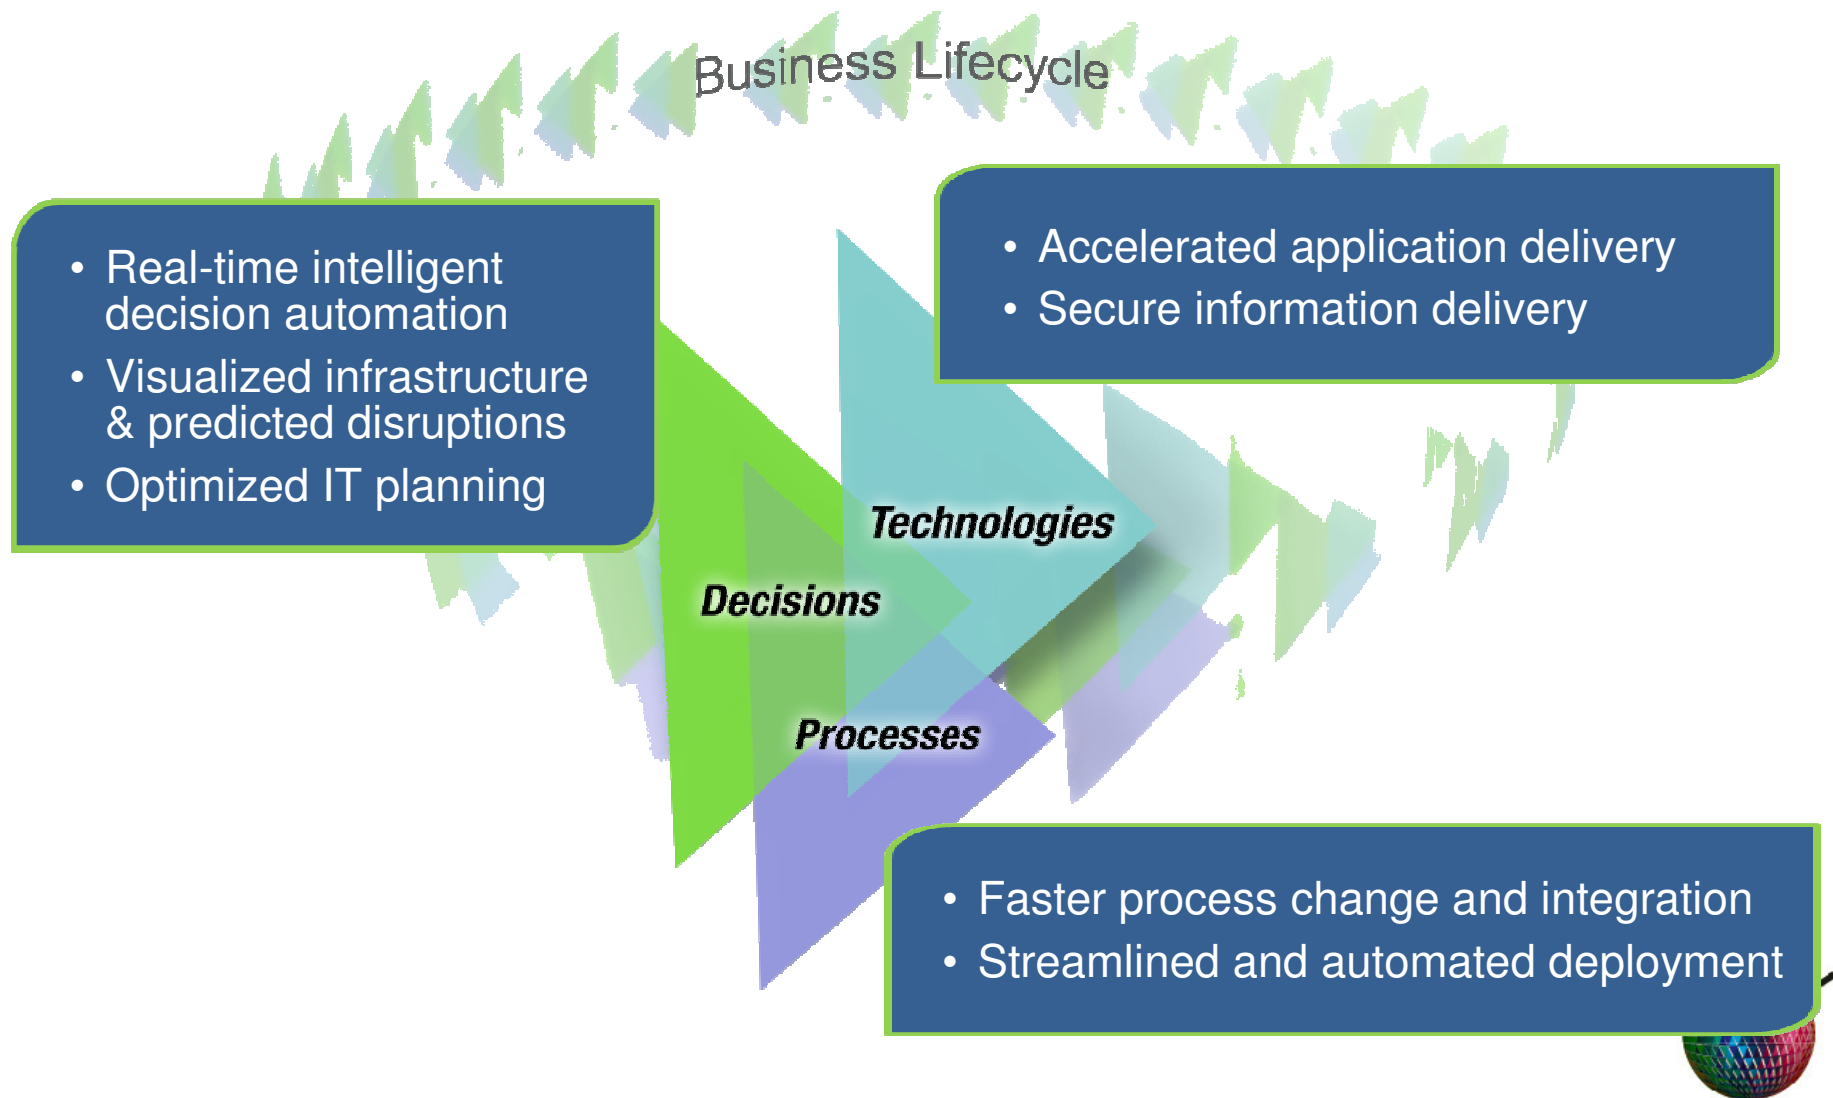 Business Lifecycle
• Real-time intelligent
decision automation
• Visualized infrastructure
& predicted disruptions
• Optimized IT planning
• Accelerated application delivery
• Secure information delivery
Technologies
Decisions
Processes
• Faster process change and integration
• Streamlined and automated deployment